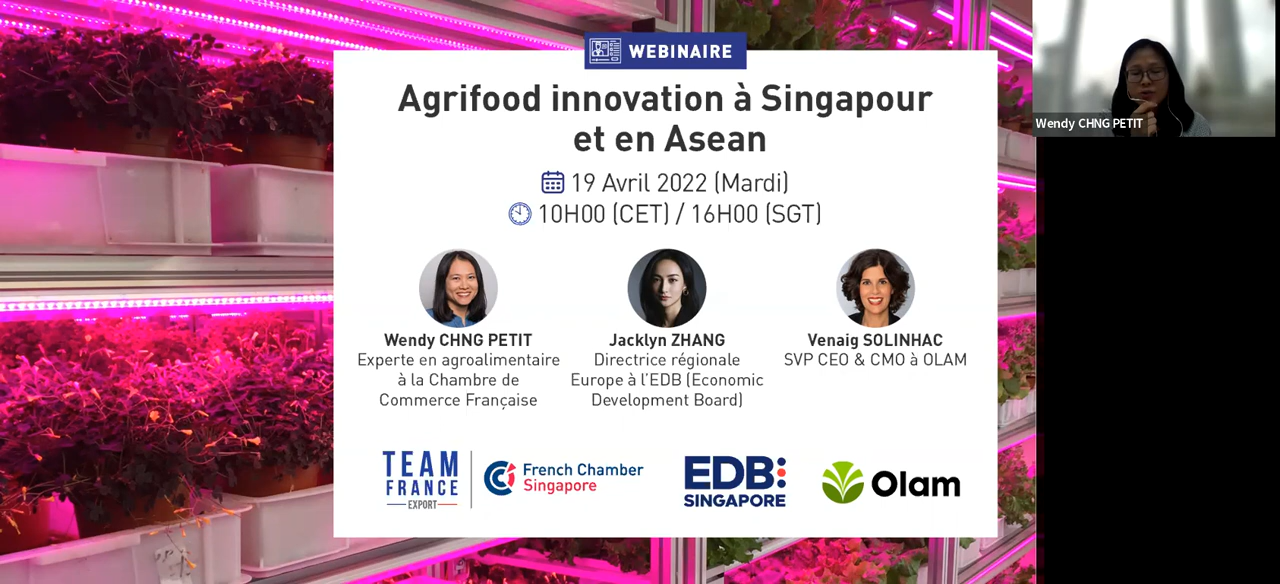 WEBINAIRE
Agrifood innovation à Singapour
et en Asean
19 Avril 2022 (Mardi)
10H00 (CET) / 16H00 (SGT)
Wendy CHNG PETIT
Experte en agroalimentaire
à la Chambre de
Commerce Française
Jacklyn ZHANG
Directrice régionale
Europe à l'EDB (Economic
Development Board)
Venaig SOLINHAC
SVP CEO & CMO à OLAM
TEAM
FRANCE
EXPORT
French Chamber
Singapore
EDB:
SINGAPORE
Olam
Wendy CHNG PETIT